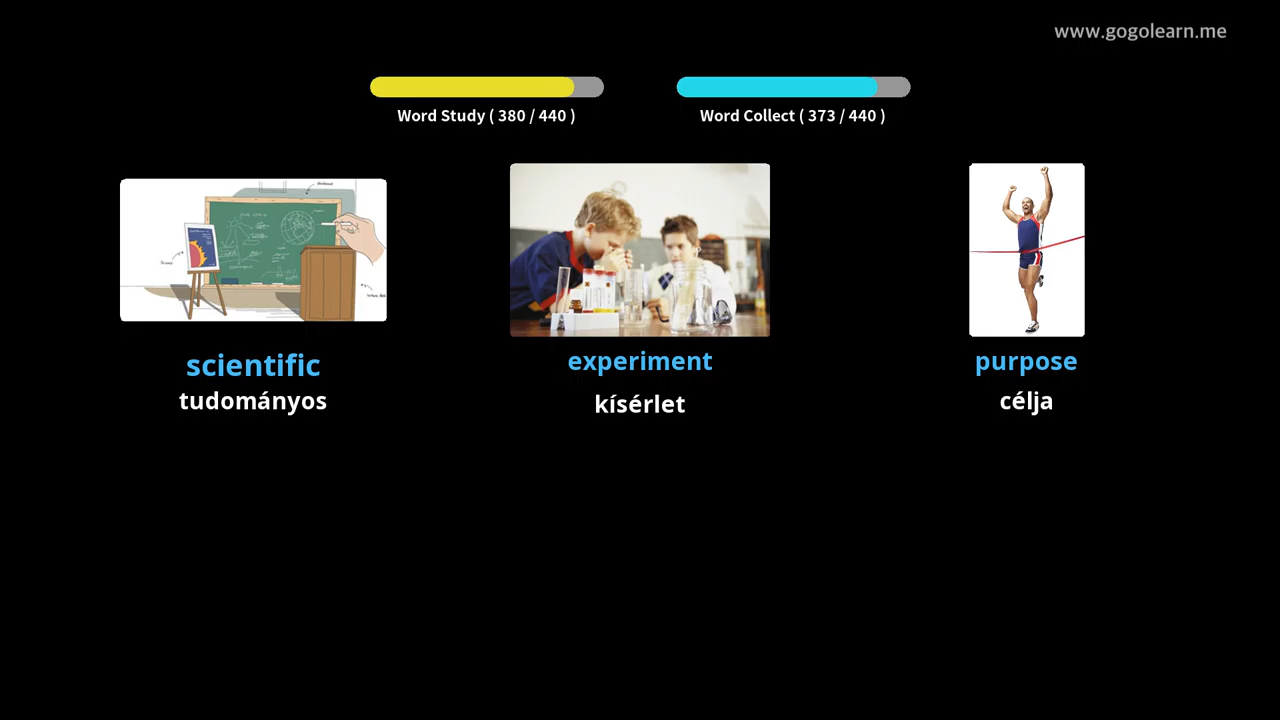 www.gogolearn.me
Word Study ( 380 / 440 )
Word Collect ( 373 / 440 )
scientific
experiment
purpose
tudományos
kísérlet
célja